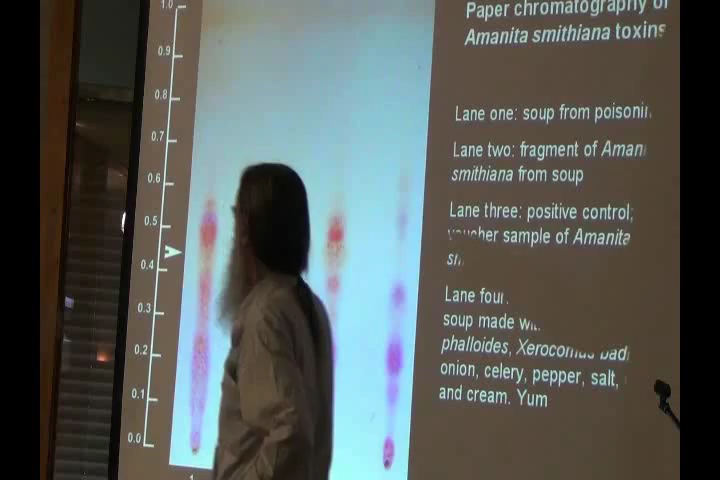 Paper chromatography of
Amanita smithiana toxins
Lane one: soup from
Lane two: fragment of
smithiana from soup
Lane three: positive control;
voucher sample of Amanita
Lane four
soup made
phalloides, Xerocomus
onion, celery, pepper, salt,
and cream. Yum
1.0
0.9
0.8
0.7
0.6
0.5
0.4
0.3
0.2
0.1
0.0
1